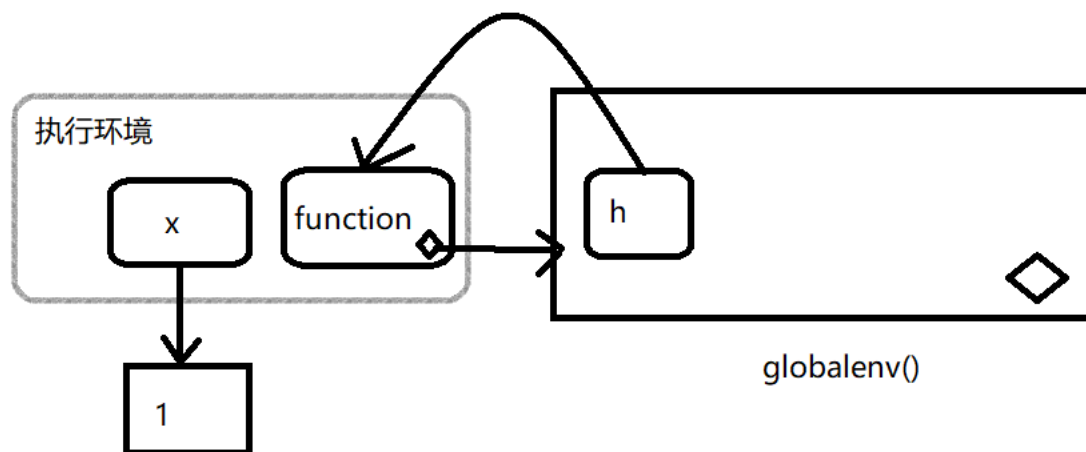 执行环境
x
function
h
1
globalenv()